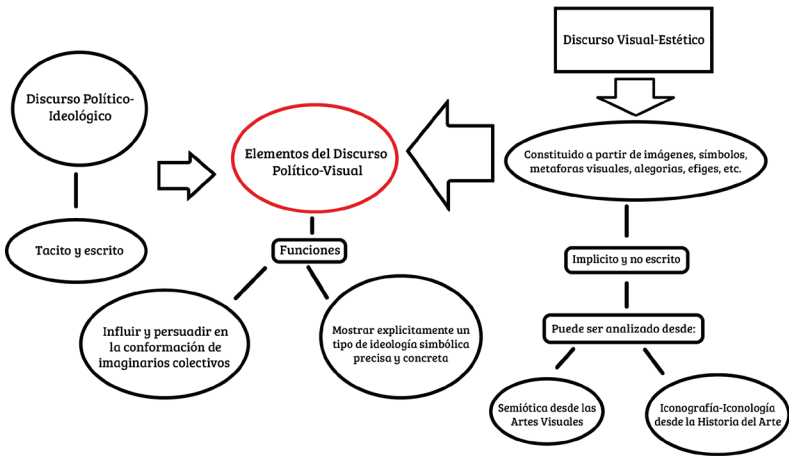 Discurso Político-
Ideológico
Tacito y escrito
Elementos del Discurso
Político-Visual
Funciones
Influir y persuadir en
la conformación de
imaginarios colectivos
Mostrar explicitamente un
tipo de ideología simbólica
precisa y concreta
Discurso Visual-Estético
Constituido a partir de imágenes, símbolos,
metaforas visuales, alegorias, efiges, etc.
Implicito y no escrito
Puede ser analizado desde:
Semiótica desde las
Artes Visuales
Iconografía-Iconología
desde la Historia del Arte